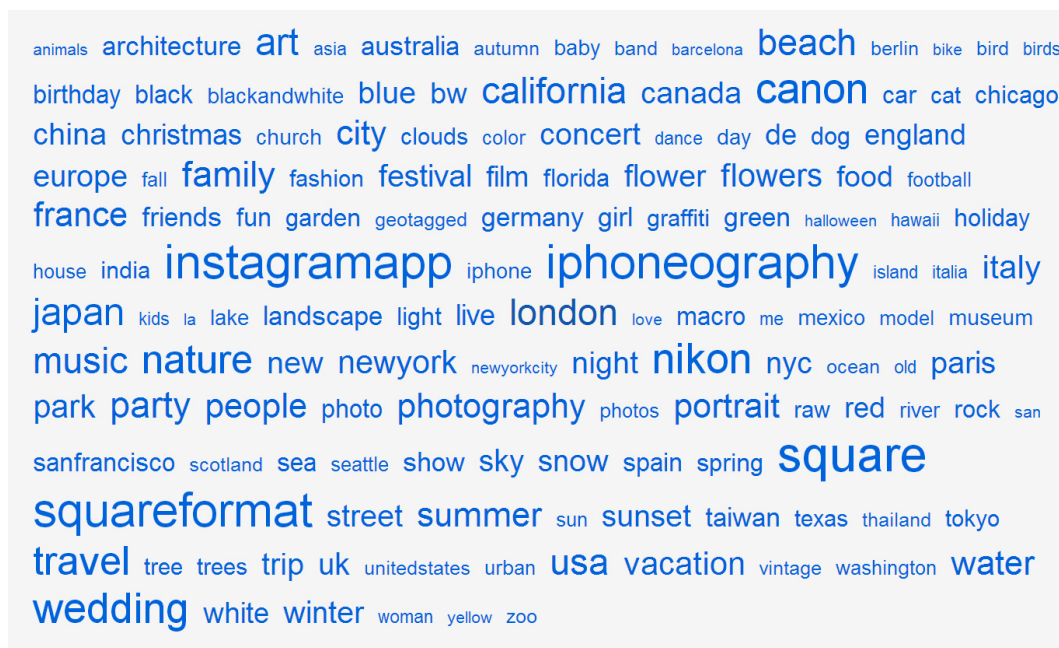 animals architecture art asia australia autumn baby band barcelona beach berlin bike bird birds
birthday black blackandwhite blue bw california canada canon car cat chicago
china christmas church city clouds color concert dance day de dog england
europe fall family fashion festival film florida flower flowers food football
france friends fun garden geotagged germany girl graffiti green halloween hawaii holiday
house india instagramapp iphone iphoneography island italia italy
japan kids la lake landscape light live london love macro me mexico model museum
music nature new newyork newyorkcity night nikon nyc ocean old paris
park party people photo photography photos portrait raw red river rock san
sanfrancisco scotland sea seattle show sky snow spain spring square
squareformat street summer sun sunset taiwan texas thailand tokyo
travel tree trees trip uk unitedstates urban usa vacation vintage washington water
wedding white winter woman yellow zoo